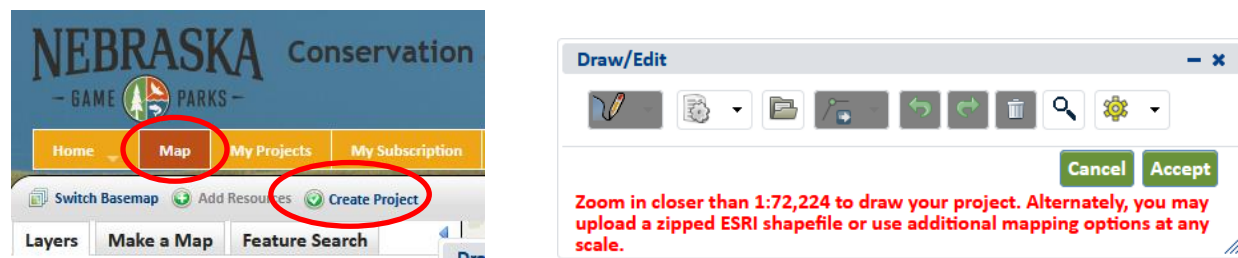 NEBRASKA
Conservation
- GAME PARKS -
Home Map My Projects My Subscription
Switch Basemap Add Resources Create Project
Layers Make a Map Feature Search
Draw/Edit
Cancel Accept
Zoom in closer than 1:72,224 to draw your project. Alternately, you may
upload a zipped ESRI shapefile or use additional mapping options at any
scale.